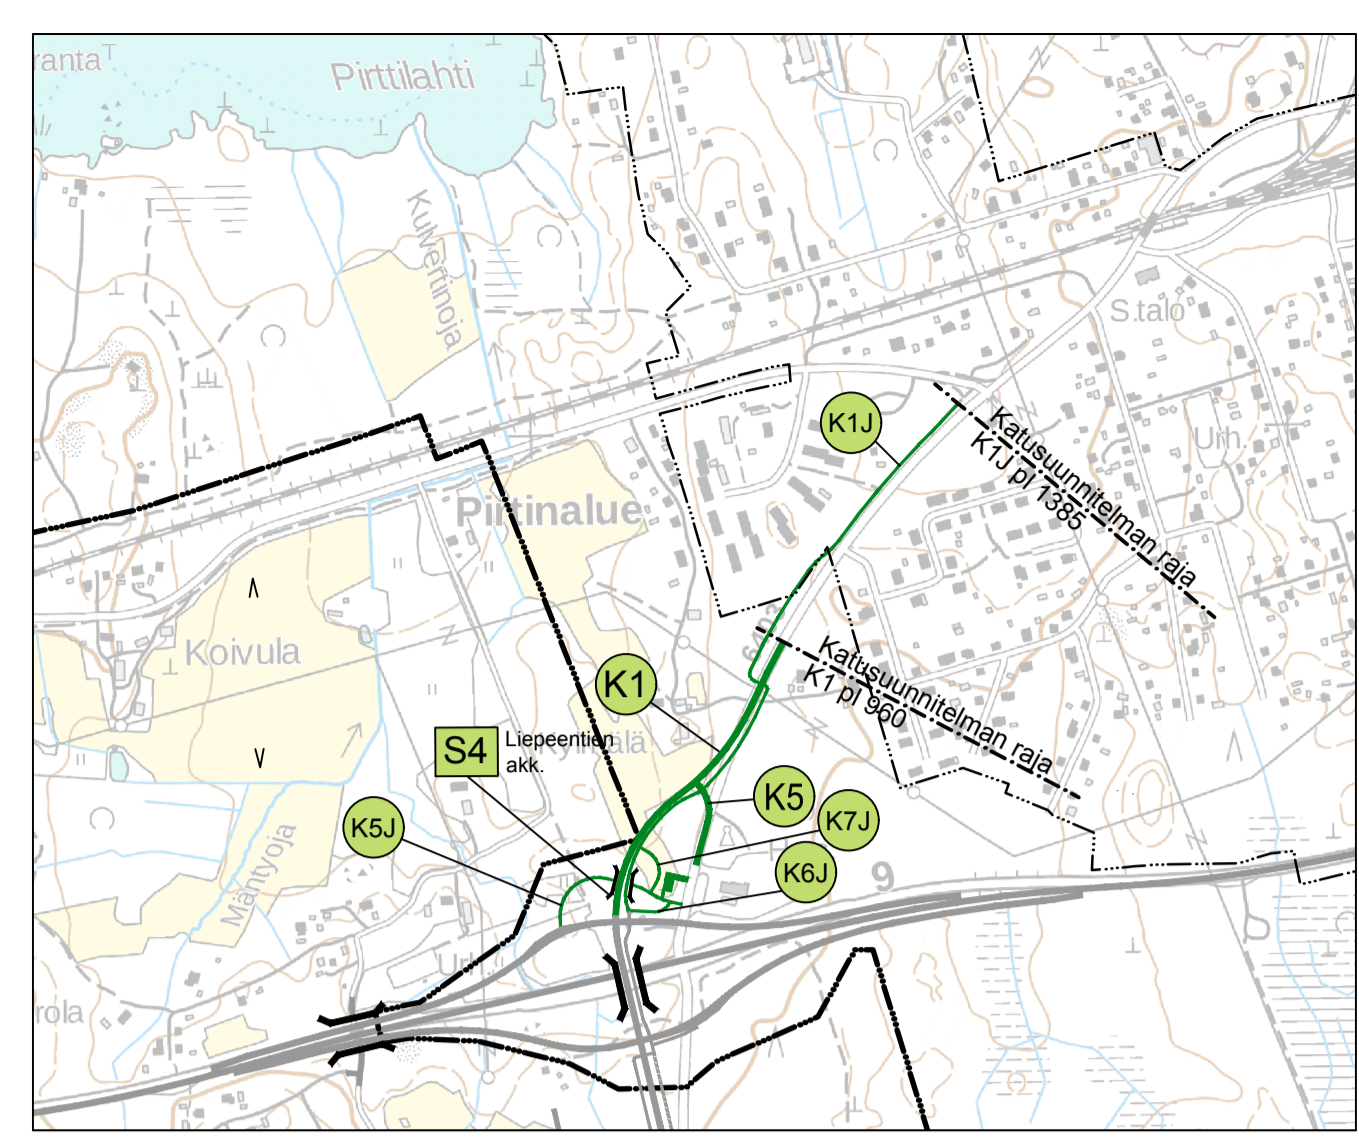 ranta
Pirttilahti
Kulvertinoja
S.talo
K1J
Katusuunnitelman raja
K1J pl 1385
Urh.
Pirtinalue
Koivula
K1
Katusuunnitelman raja
K1 pl 960
S4
Liepeentien
akk.
K5
K5J
K7J
K6J
9
Mäntyoja
Urh.
rola